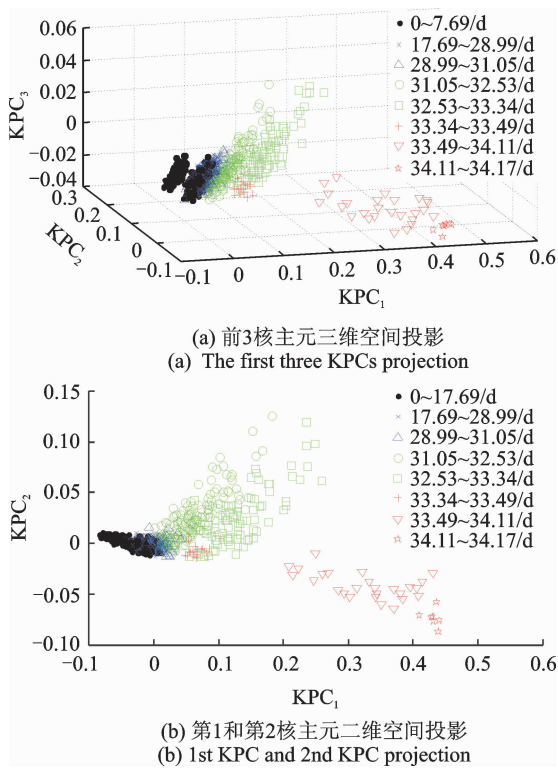 0.06
0.04
0.02
0
−0.02
−0.04
KPC3
0.3
0.2
0.1
0
−0.1
KPC2
−0.1
0
0.1
0.2
0.3
0.4
0.5
0.6
KPC1
0~7.69/d
17.69~28.99/d
28.99~31.05/d
31.05~32.53/d
32.53~33.34/d
33.34~33.49/d
33.49~34.11/d
34.11~34.17/d
(a) 前3核主元三维空间投影
(a) The first three KPCs projection
0.15
0.10
0.05
0
−0.05
−0.10
KPC2
−0.1
0
0.1
0.2
0.3
0.4
0.5
0.6
KPC1
0~17.69/d
17.69~28.99/d
28.99~31.05/d
31.05~32.53/d
32.53~33.34/d
33.34~33.49/d
33.49~34.11/d
34.11~34.17/d
(b) 第1和第2核主元二维空间投影
(b) 1st KPC and 2nd KPC projection